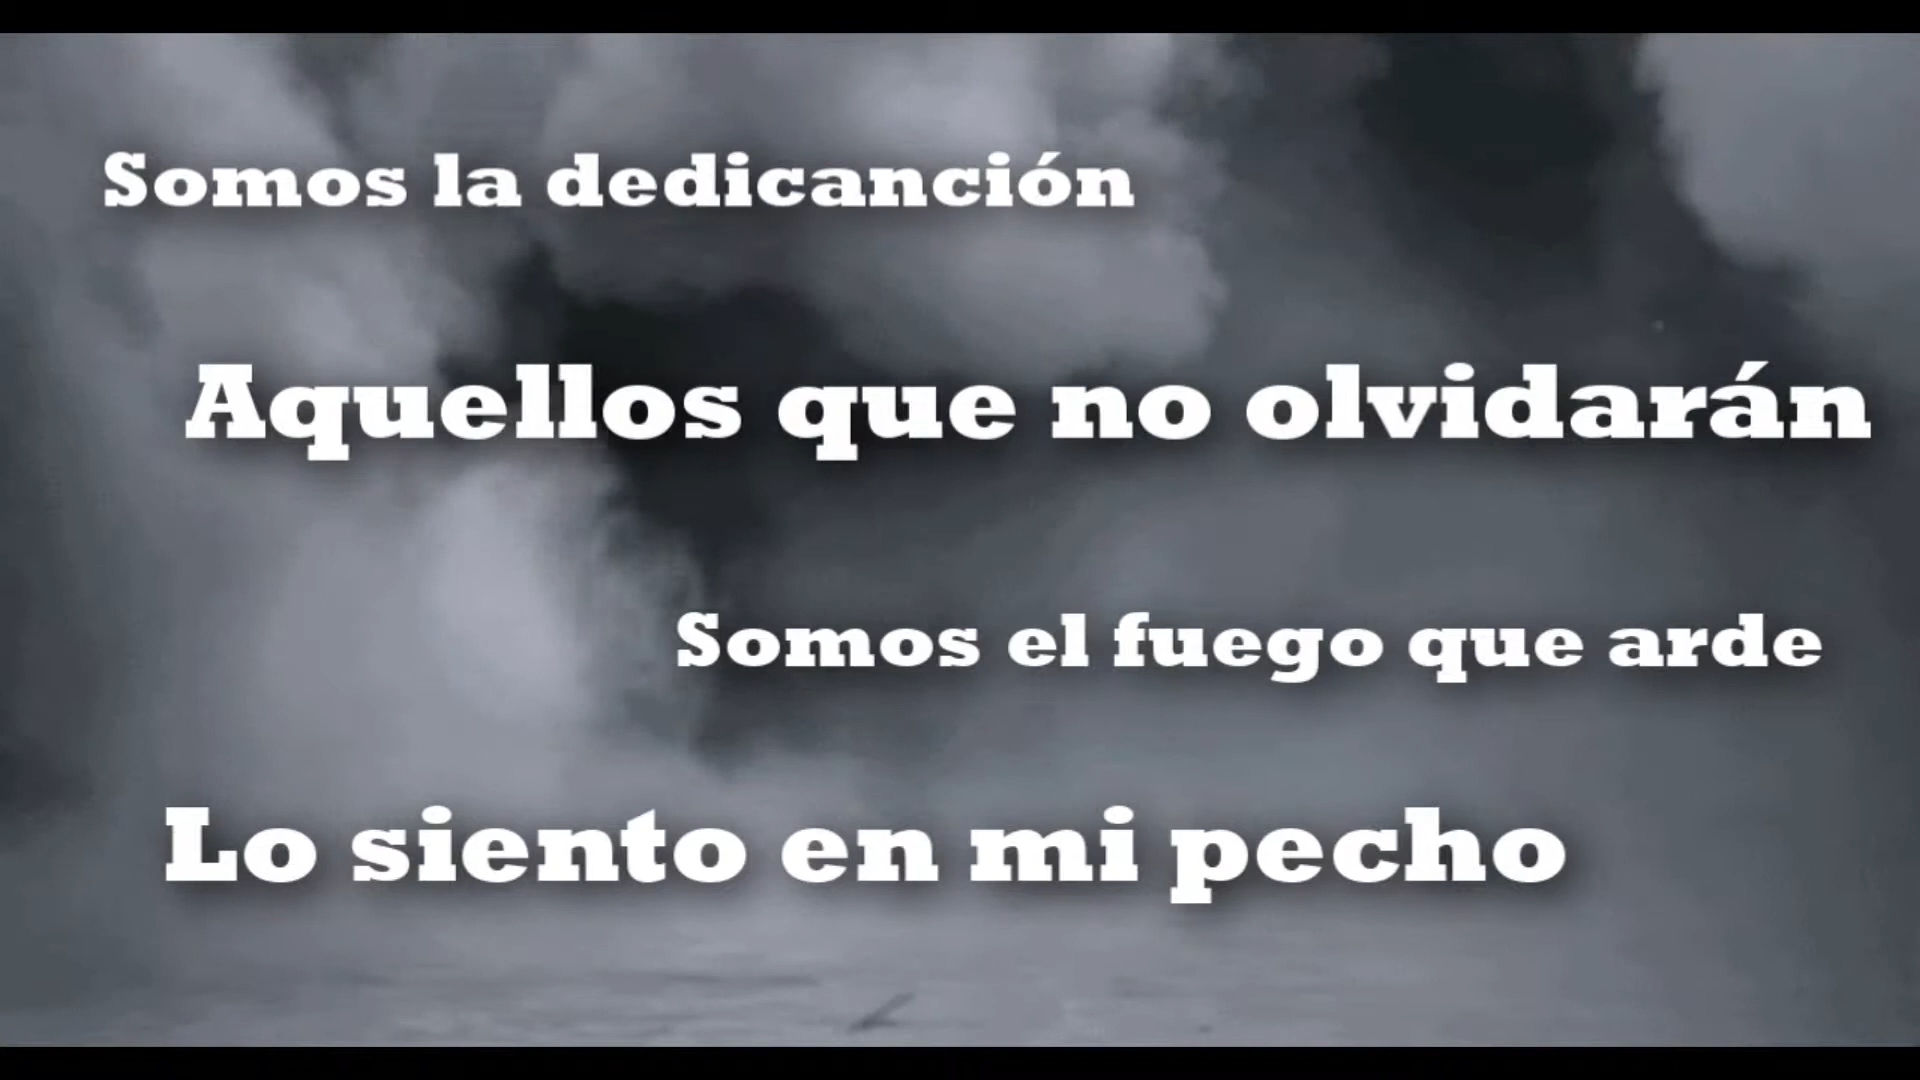 Somos la dedicanción
Aquellos que no olvidarán
Somos el fuego que arde
Lo siento en mi pecho